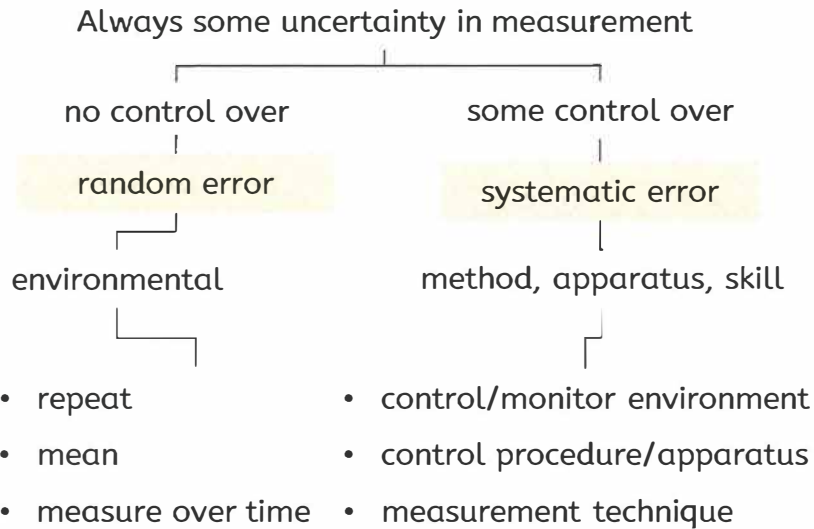 Always some uncertainty in measurement
no control over
some control over
random error
systematic error
environmental
method, apparatus, skill
• repeat
• control/monitor environment
• mean
• control procedure/apparatus
• measure over time
• measurement technique